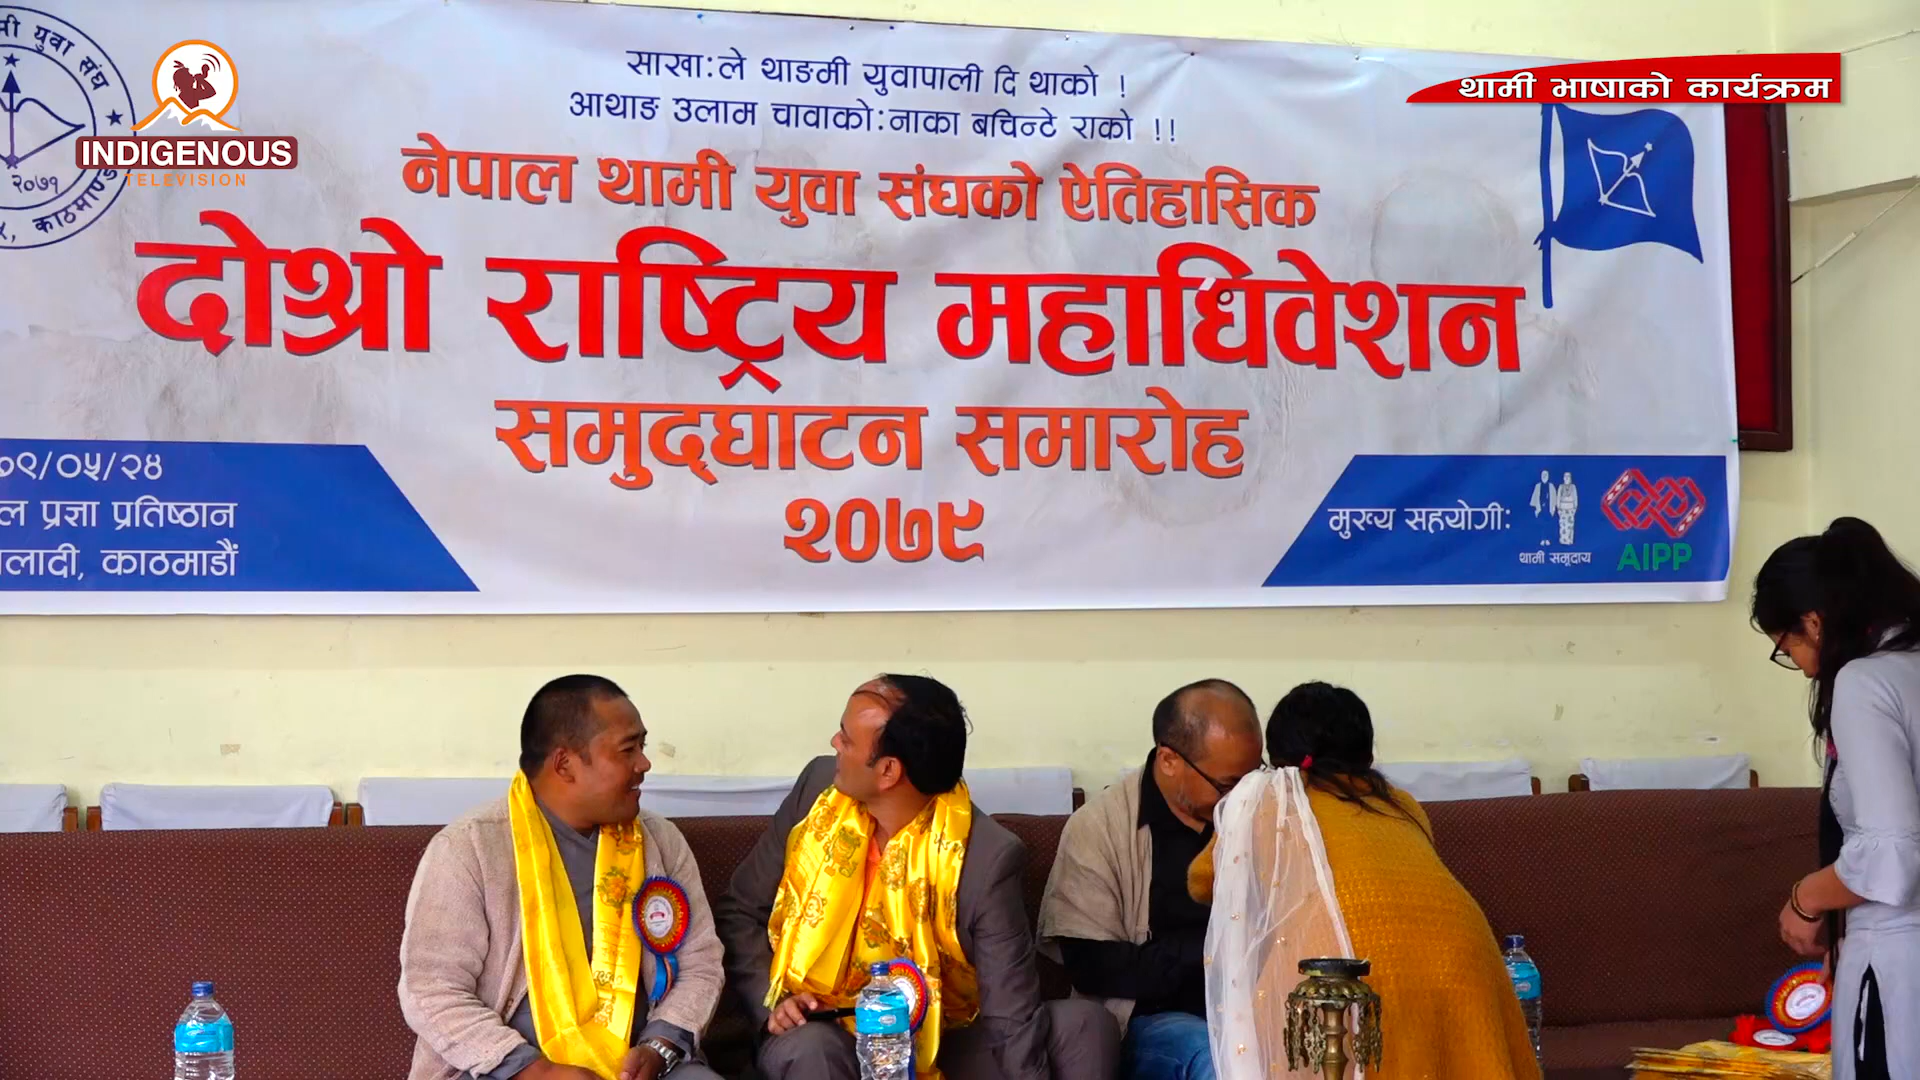 थामी भाषाको कार्यक्रम
INDIGENOUS
TELEVISION
मी युवा संघ
२०७१
काठमाण्डौ
साखा:ले थाङमी युवापाली दि थाको !
आथाङ उलाम चावाको:नाका बचिन्टे राको !!
नेपाल थामी युवा संघको ऐतिहासिक
दोश्रो राष्ट्रिय महाधिवेशन
समुद्घाटन समारोह
२०७९
७९/०५/२४
ल प्रज्ञा प्रतिष्ठान
लादी, काठमाडौं
मुख्य सहयोगी:
थामी समुदाय
AIPP